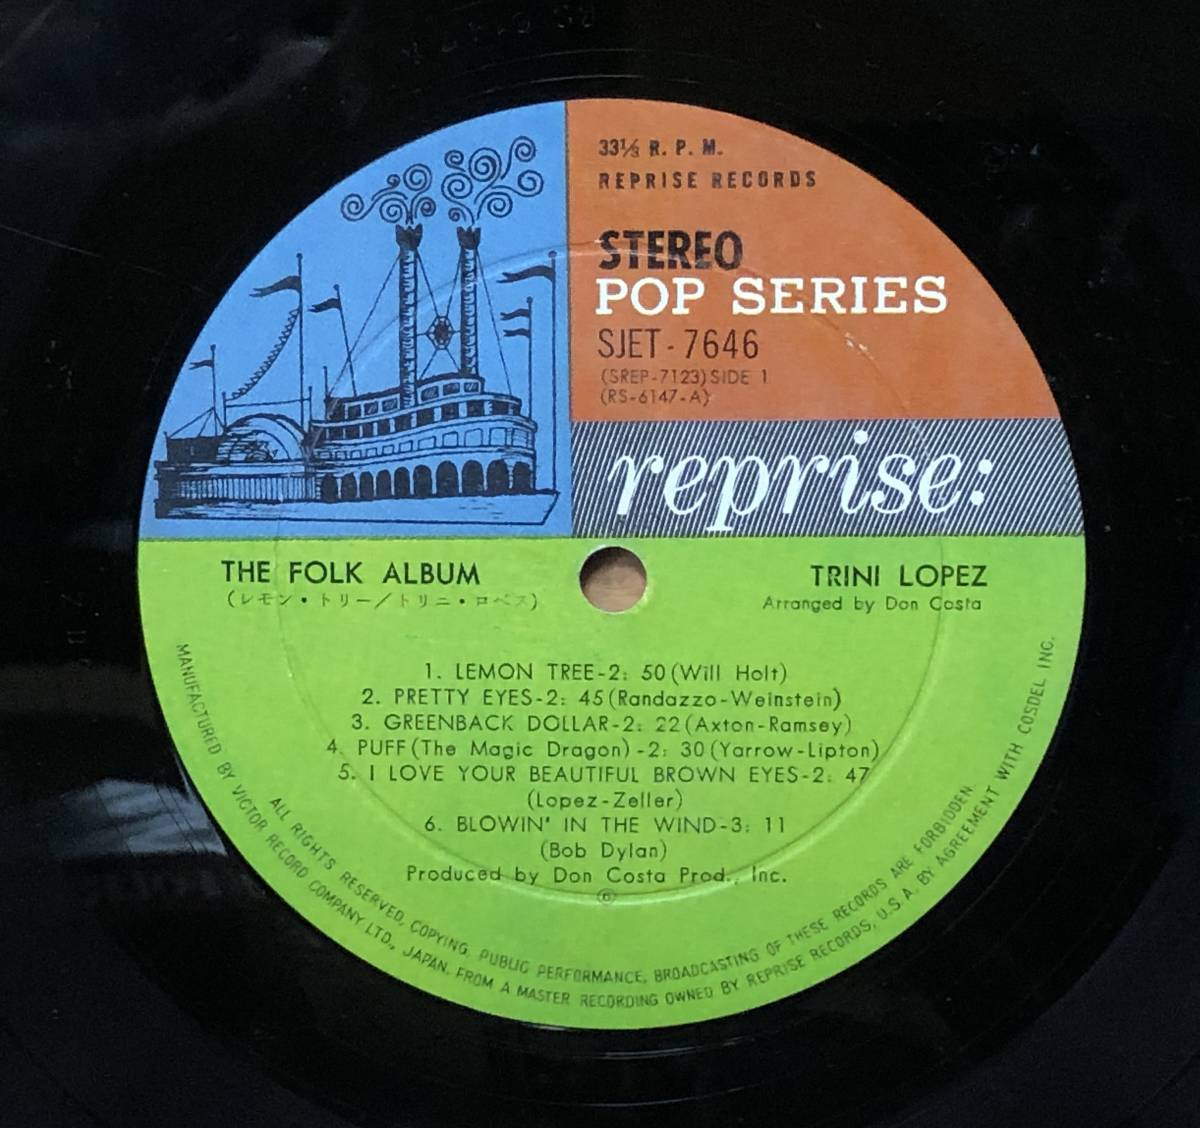 33⅓ R. P. M.
REPRISE RECORDS
STEREO
POP SERIES
SJET - 7646
(SREP-7123) SIDE 1
(RS-6147-A)
reprise:
THE FOLK ALBUM
(レモン・トリー/トリニ・ロペス)
TRINI LOPEZ
Arranged by Don Costa
1. LEMON TREE-2: 50 (Will Holt)
2. PRETTY EYES-2: 45 (Randazzo-Weinstein)
3. GREENBACK DOLLAR-2: 22 (Axton-Ramsey)
4. PUFF (The Magic Dragon) -2: 30 (Yarrow-Lipton)
5. I LOVE YOUR BEAUTIFUL BROWN EYES-2: 47
(Lopez-Zeller)
6. BLOWIN' IN THE WIND-3: 11
(Bob Dylan)
Produced by Don Costa Prod., Inc.
ALL RIGHTS RESERVED, COPYING, PUBLIC PERFORMANCE, BROADCASTING OF THESE RECORDS ARE FORBIDDEN.
MANUFACTURED BY VICTOR RECORD COMPANY LTD., JAPAN, FROM A MASTER RECORDING OWNED BY REPRISE RECORDS, U.S.A. BY AGREEMENT WITH COSDEL INC.